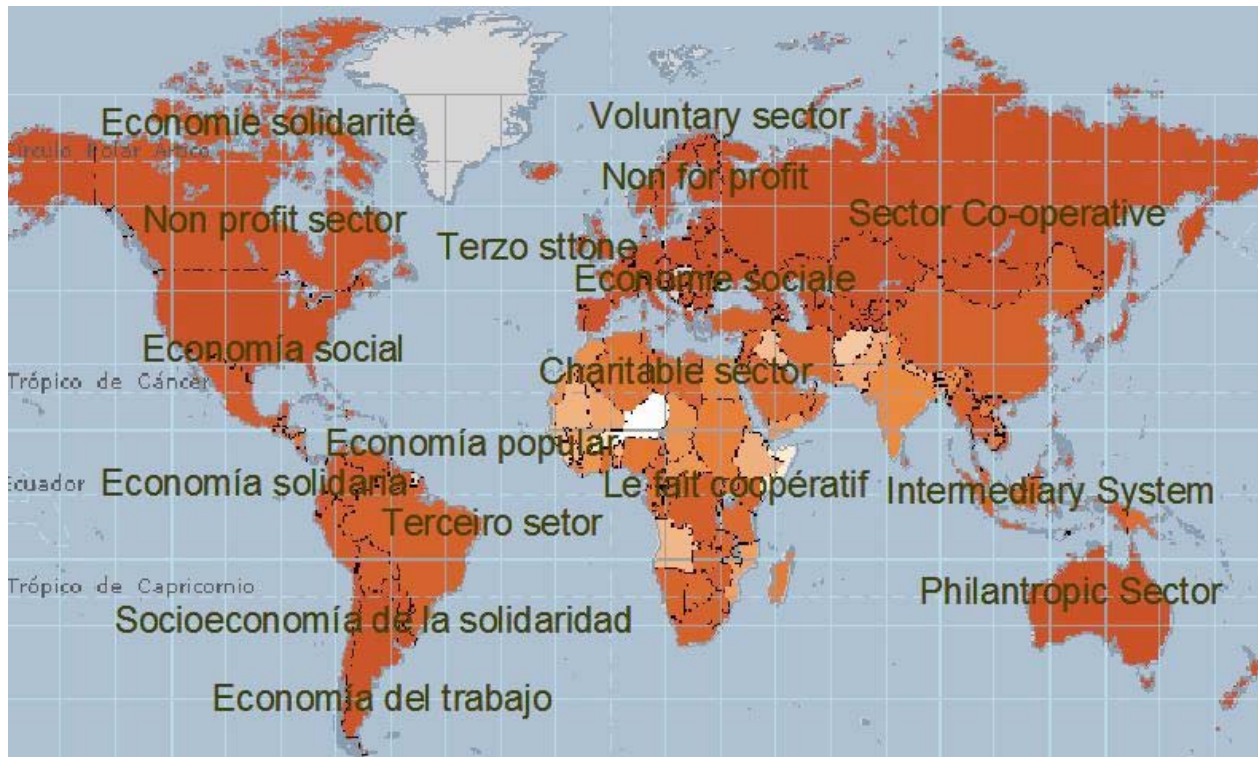 Economie solidarité
Voluntary sector
Círculo Polar Ártico
Non for profit
Non profit sector
Sector Co-operative
Terzo sttone
Economie sociale
Economía social
Charitable sector
Trópico de Cáncer
Economía popular
Ecuador
Economía solidaria
Le fait coopératif
Intermediary System
Terceiro setor
Trópico de Capricornio
Philantropic Sector
Socioeconomía de la solidaridad
Economía del trabajo